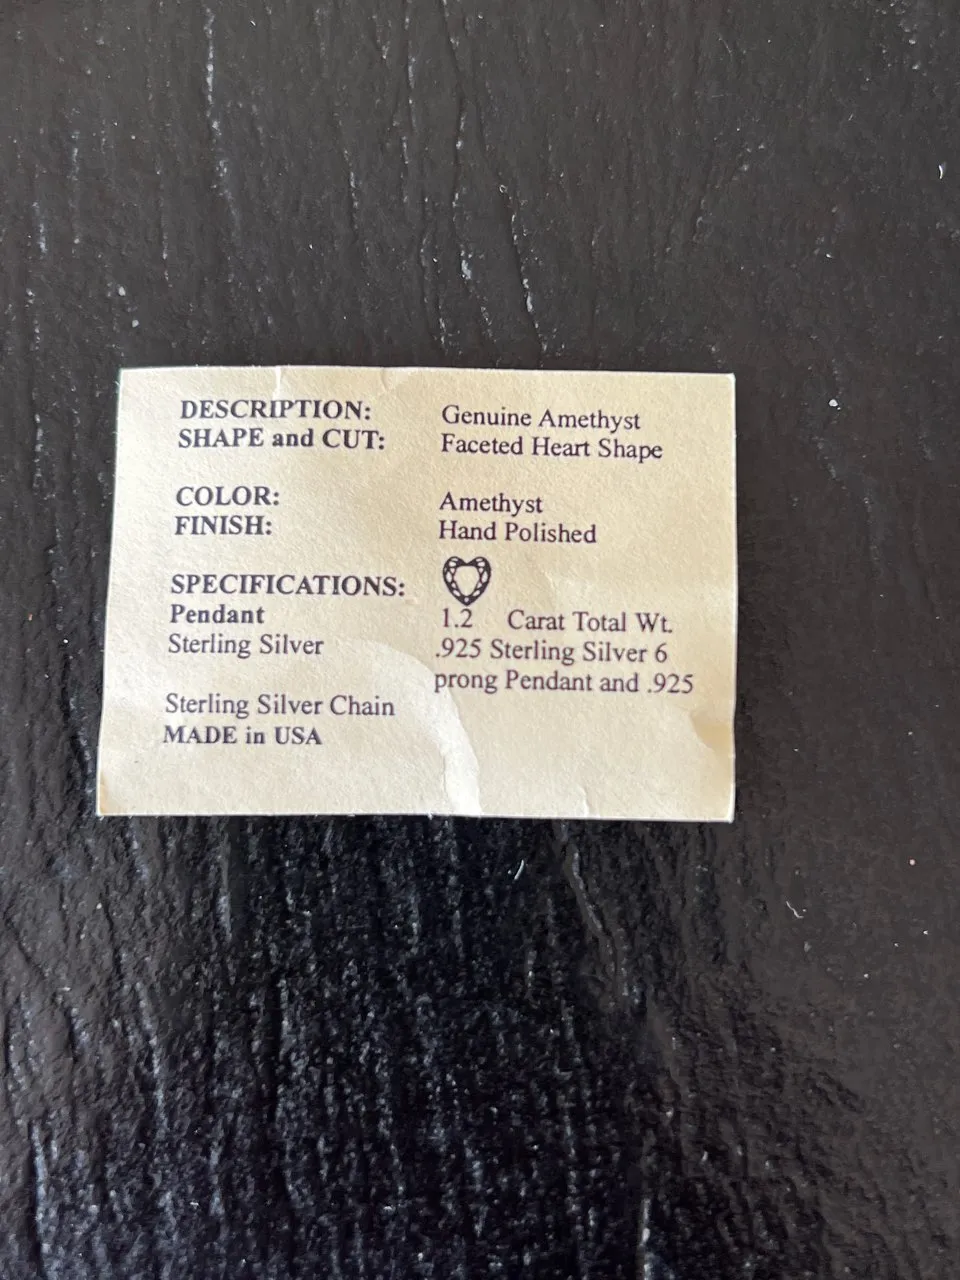 DESCRIPTION: Genuine Amethyst
SHAPE and CUT: Faceted Heart Shape
COLOR: Amethyst
FINISH: Hand Polished
SPECIFICATIONS:
Pendant 1.2 Carat Total Wt.
Sterling Silver .925 Sterling Silver 6
prong Pendant and .925
Sterling Silver Chain
MADE in USA